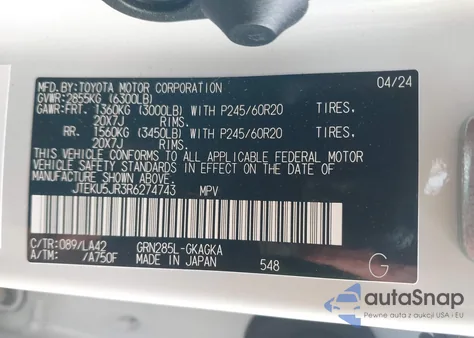 MFD.BY:TOYOTA MOTOR CORPORATION 04/24
GVWR:2855KG (6300LB)
GAWR:FRT. 1360KG (3000LB) WITH P245/60R20 TIRES,
20X7J RIMS.
RR. 1560KG (3450LB) WITH P245/60R20 TIRES,
20X7J RIMS.
THIS VEHICLE CONFORMS TO ALL APPLICABLE FEDERAL MOTOR
VEHICLE SAFETY STANDARDS IN EFFECT ON THE DATE OF
MANUFACTURE SHOWN ABOVE.
JTEKU5JR3R6274743 MPV
C/TR:089/LA42 GRN285L-GKAGKA
A/TM: /A750F MADE IN JAPAN 548 G
autoSnap
Pewne auta z aukcji USA i EU